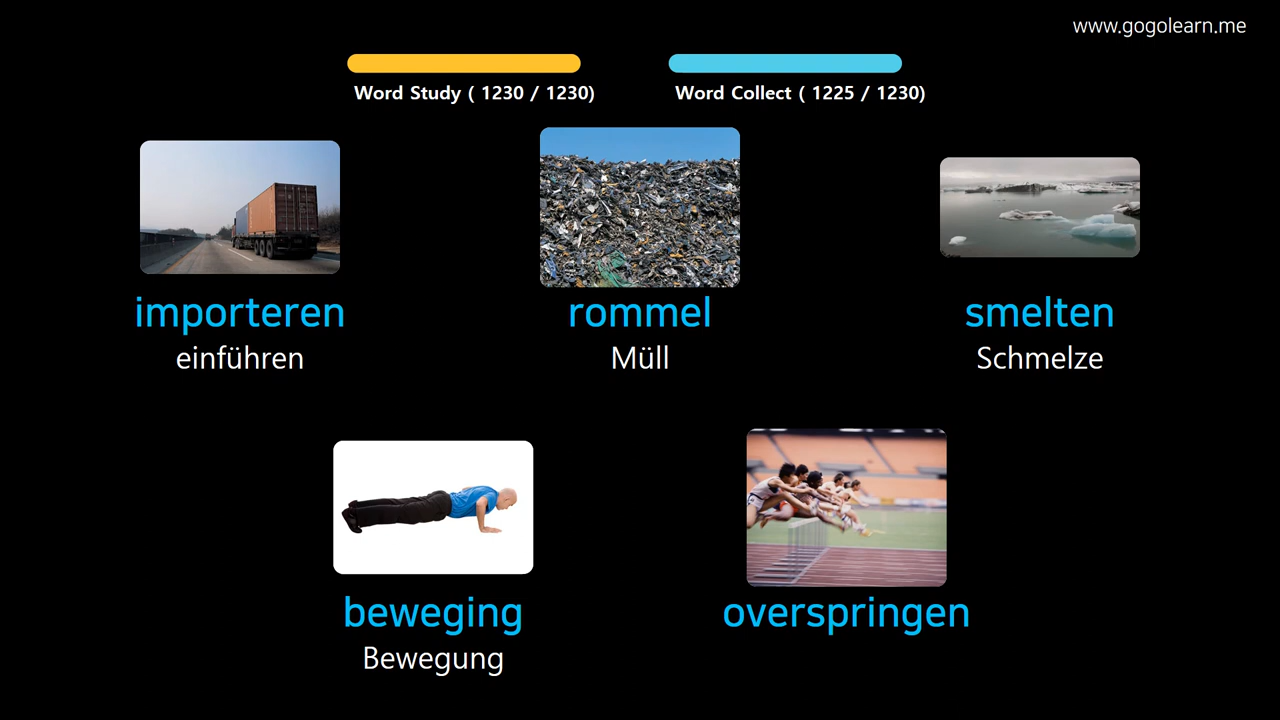 www.gogolearn.me
Word Study ( 1230 / 1230)
Word Collect ( 1225 / 1230)
importeren
einführen
rommel
Müll
smelten
Schmelze
beweging
Bewegung
overspringen